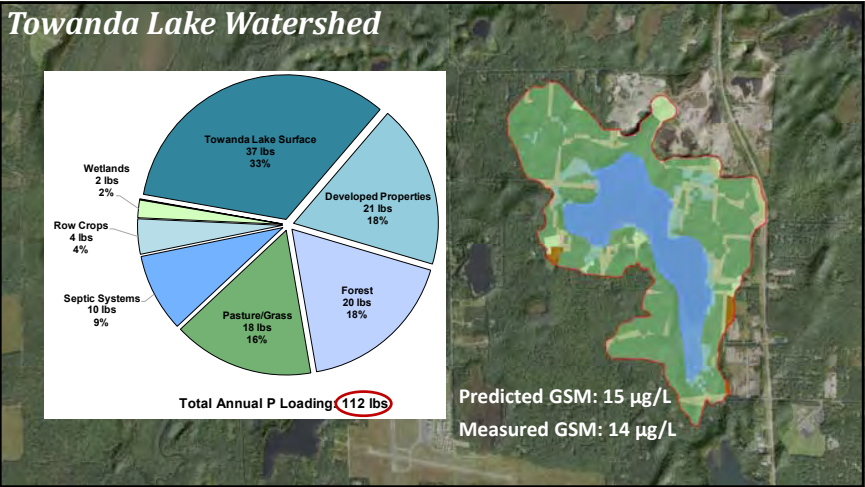 Towanda Lake Watershed
Towanda Lake Surface
37 lbs
33%
Developed Properties
21 lbs
18%
Forest
20 lbs
18%
Pasture/Grass
18 lbs
16%
Septic Systems
10 lbs
9%
Row Crops
4 lbs
4%
Wetlands
2 lbs
2%
Total Annual P Loading: 112 lbs
Predicted GSM: 15 µg/L
Measured GSM: 14 µg/L